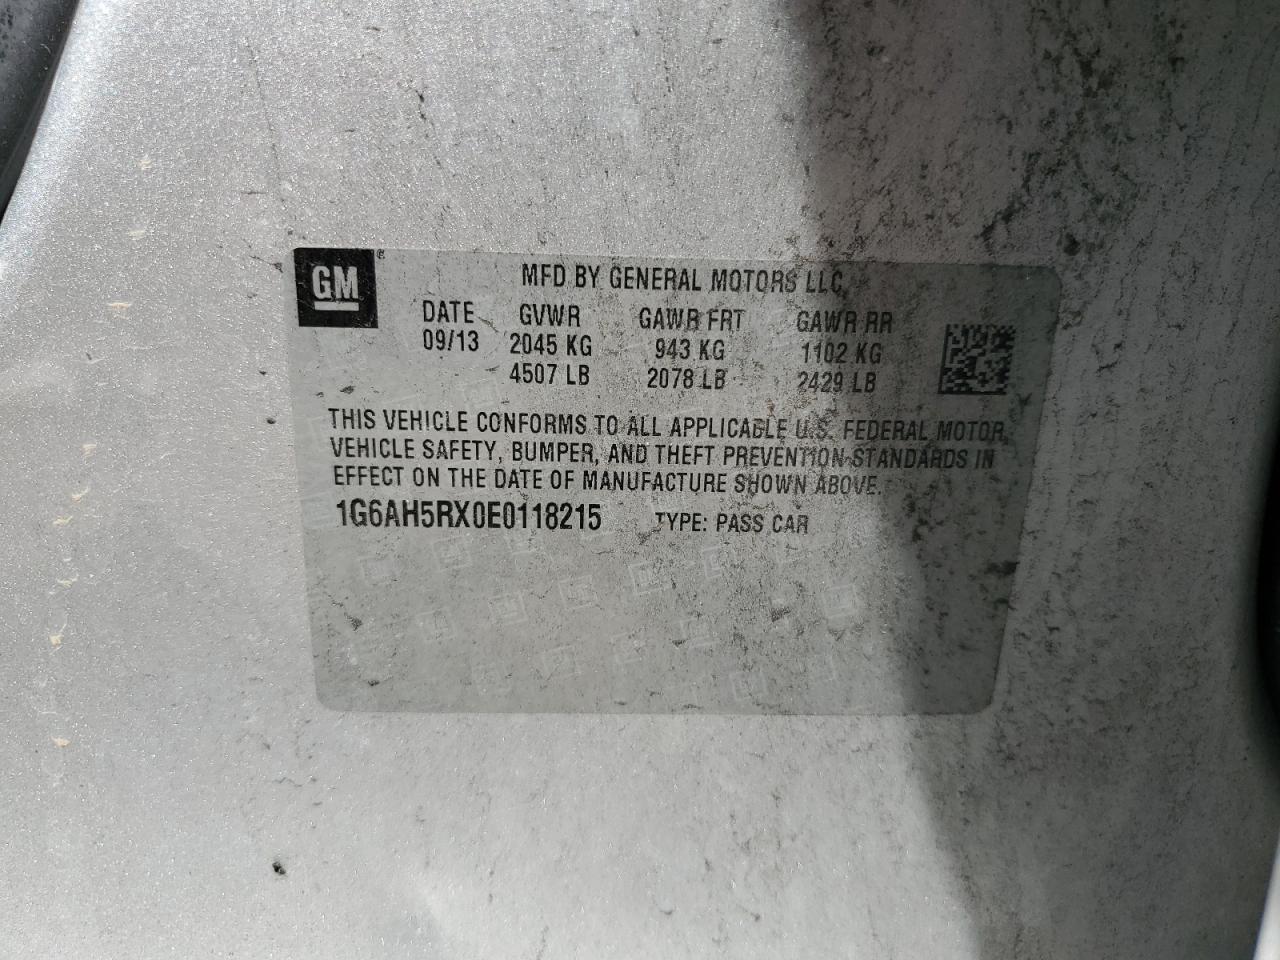 GM®
MFD BY GENERAL MOTORS LLC
DATE GVWR GAWR FRT GAWR RR
09/13 2045 KG 943 KG 1102 KG
4507 LB 2078 LB 2429 LB
THIS VEHICLE CONFORMS TO ALL APPLICABLE U.S. FEDERAL MOTOR
VEHICLE SAFETY, BUMPER, AND THEFT PREVENTION STANDARDS IN
EFFECT ON THE DATE OF MANUFACTURE SHOWN ABOVE.
1G6AH5RX0E0118215 TYPE: PASS CAR